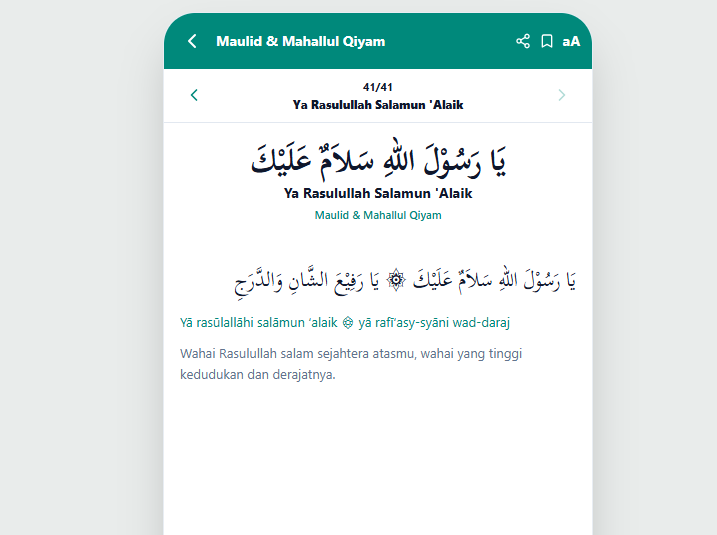 Maulid & Mahallul Qiyam
aA
41/41
Ya Rasulullah Salamun 'Alaik
يَا رَسُوْلَ اللهِ سَلاَمٌ عَلَيْكَ
Ya Rasulullah Salamun 'Alaik
Maulid & Mahallul Qiyam
يَا رَسُوْلَ اللهِ سَلاَمٌ عَلَيْكَ ۞ يَا رَفِيْعَ الشَّانِ وَالدَّرَجِ
Yā rasūlallāhi salāmun ‘alaik ۞ yā rafī’asy-syāni wad-daraj
Wahai Rasulullah salam sejahtera atasmu, wahai yang tinggi
kedudukan dan derajatnya.